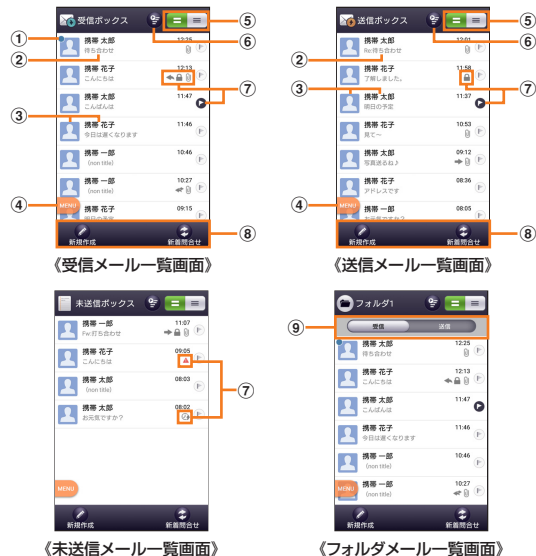 受信ボックス
⑤
⑥
①
携帯 太郎 12:25
待ち合わせ
②
携帯 花子 12:13
こんにちは
⑦
携帯 太郎 11:47
こんばんは
③
携帯 花子 11:46
今日は遅くなります
携帯 一郎 10:46
(non title)
携帯 一郎 10:27
(non title)
④
MENU
携帯 花子 09:15
明日の予定
新規作成 新着問合せ
⑧
《受信メール一覧画面》
送信ボックス
⑤
⑥
携帯 太郎 12:01
Re:待ち合わせ
②
携帯 花子 11:58
了解しました。
⑦
③
携帯 太郎 11:37
明日の予定
携帯 花子 10:53
見て～
携帯 太郎 09:12
写真送るね♪
携帯 花子 08:36
アドレスです
④
MENU
携帯 一郎 08:05
お元気ですか？
新規作成 新着問合せ
⑧
《送信メール一覧画面》
未送信ボックス
携帯 一郎 11:07
Fw:打ち合わせ
携帯 花子 09:05
こんにちは
携帯 太郎 08:03
(non title)
⑦
携帯 太郎 08:02
お元気ですか？
MENU
新規作成 新着問合せ
《未送信メール一覧画面》
フォルダ1
⑨
受信 送信
携帯 太郎 12:25
待ち合わせ
携帯 花子 12:13
こんにちは
携帯 太郎 11:47
こんばんは
携帯 花子 11:46
今日は遅くなります
携帯 一郎 10:46
(non title)
MENU
携帯 一郎 10:27
(non title)
新規作成 新着問合せ
《フォルダメール一覧画面》